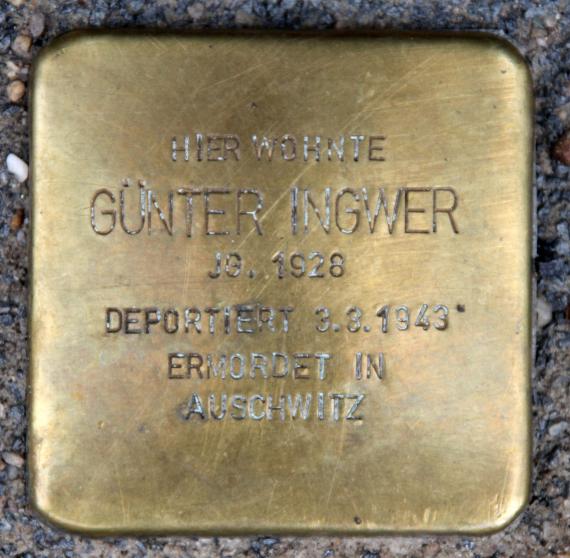 HIER WOHNTE
GÜNTER INGWER
JG. 1928
DEPORTIERT 3.3.1943
ERMORDET IN
AUSCHWITZ